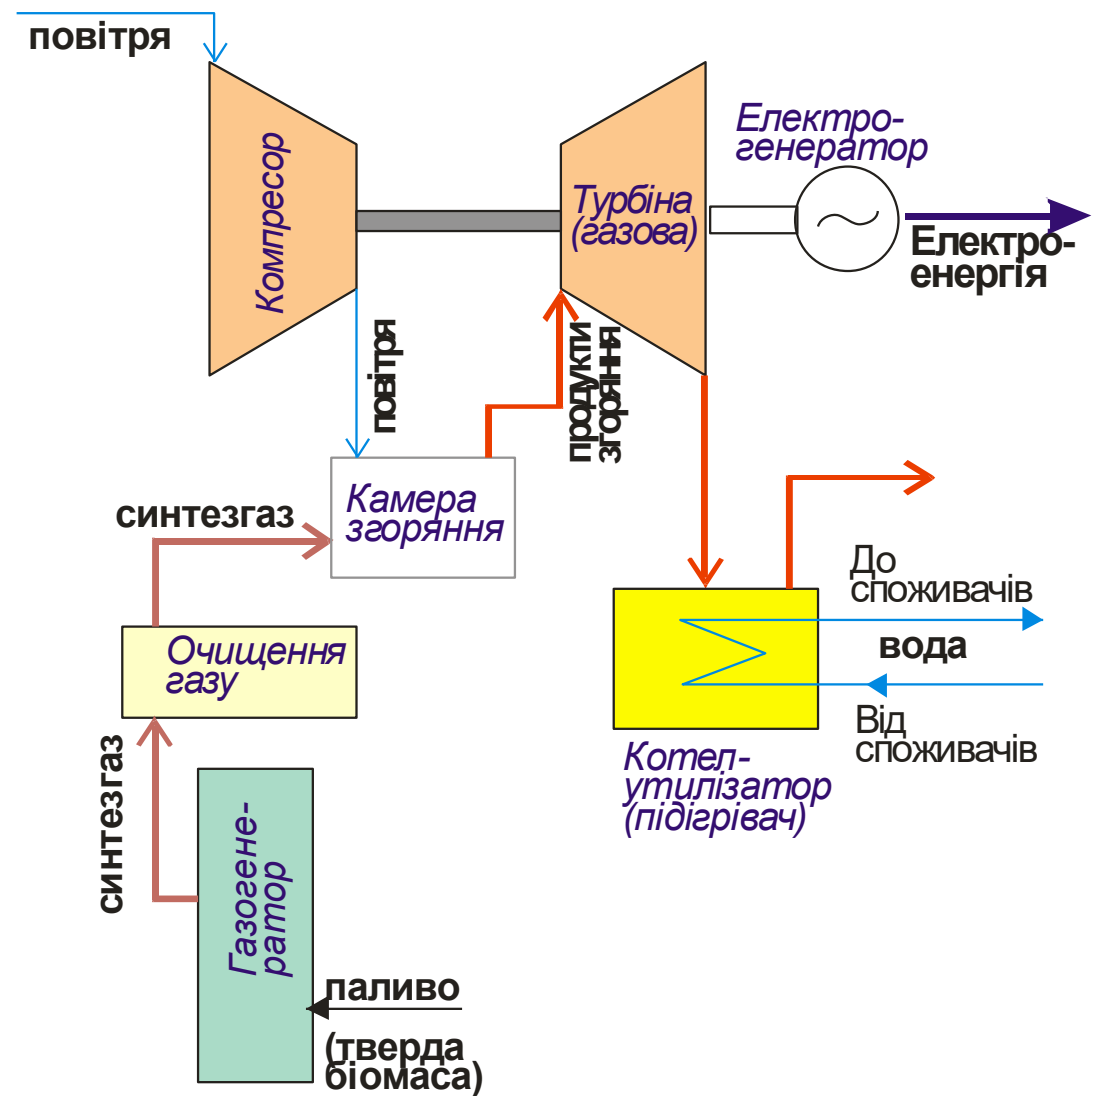 повітря
Електро-
генератор
Компресор
Турбіна
(газова)
Електро-
енергія
повітря
продукти
згоряння
Камера
згоряння
синтезгаз
До
споживачів
Очищення
газу
вода
Від
споживачів
синтезгаз
Котел-
утилізатор
(підігрівач)
Газогене-
ратор
паливо
(тверда
біомаса)